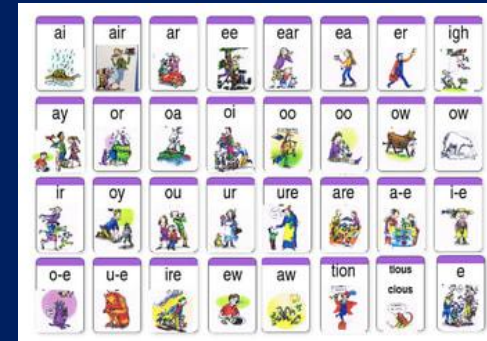 ai air ar ee ear ea er igh
ay or oa oi oo oo ow ow
ir oy ou ur ure are a-e i-e
o-e u-e ire ew aw tion tious cious e